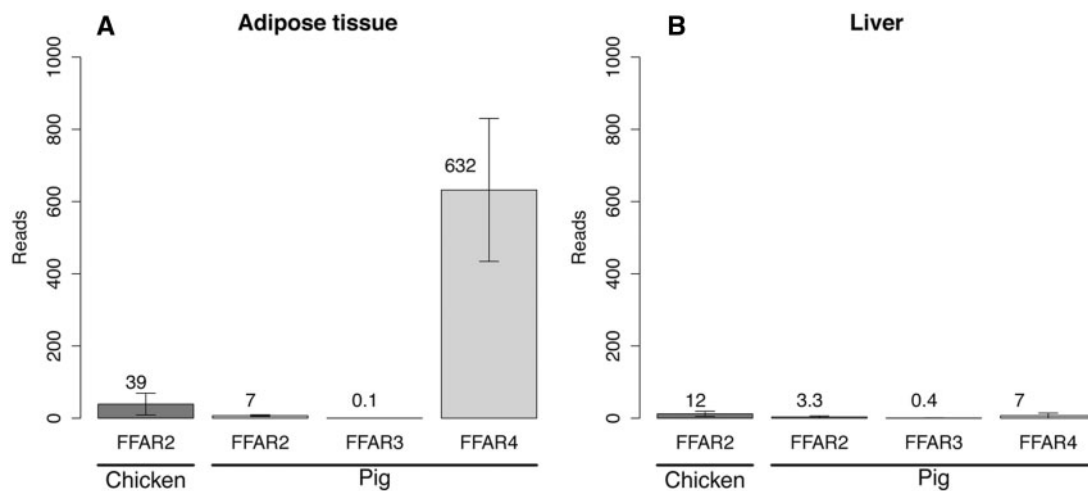 A Adipose tissue
Reads
1000
800
600
400
200
0
39
7
0.1
632
FFAR2 FFAR2 FFAR3 FFAR4
Chicken Pig
B Liver
Reads
1000
800
600
400
200
0
12
3.3
0.4
7
FFAR2 FFAR2 FFAR3 FFAR4
Chicken Pig